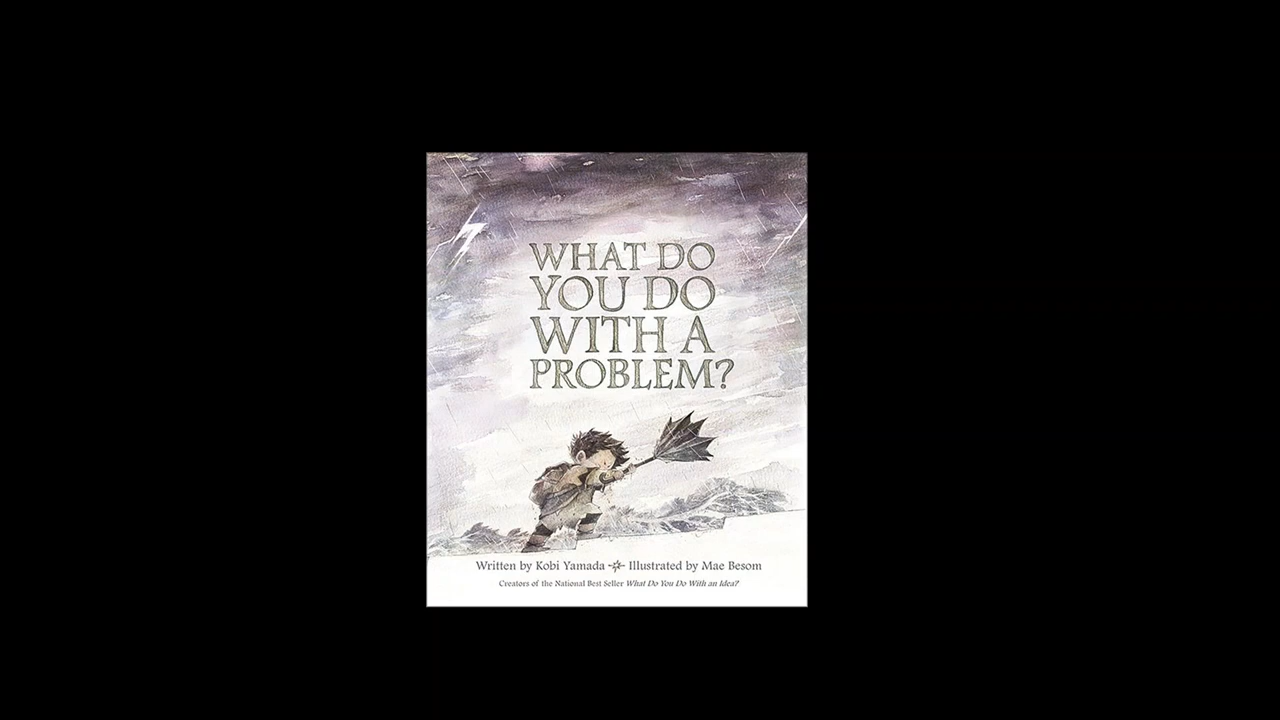 WHAT DO
YOU DO
WITH A
PROBLEM?
Written by Kobi Yamada Illustrated by Mae Besom
Creators of the National Best Seller What Do You Do With an Idea?